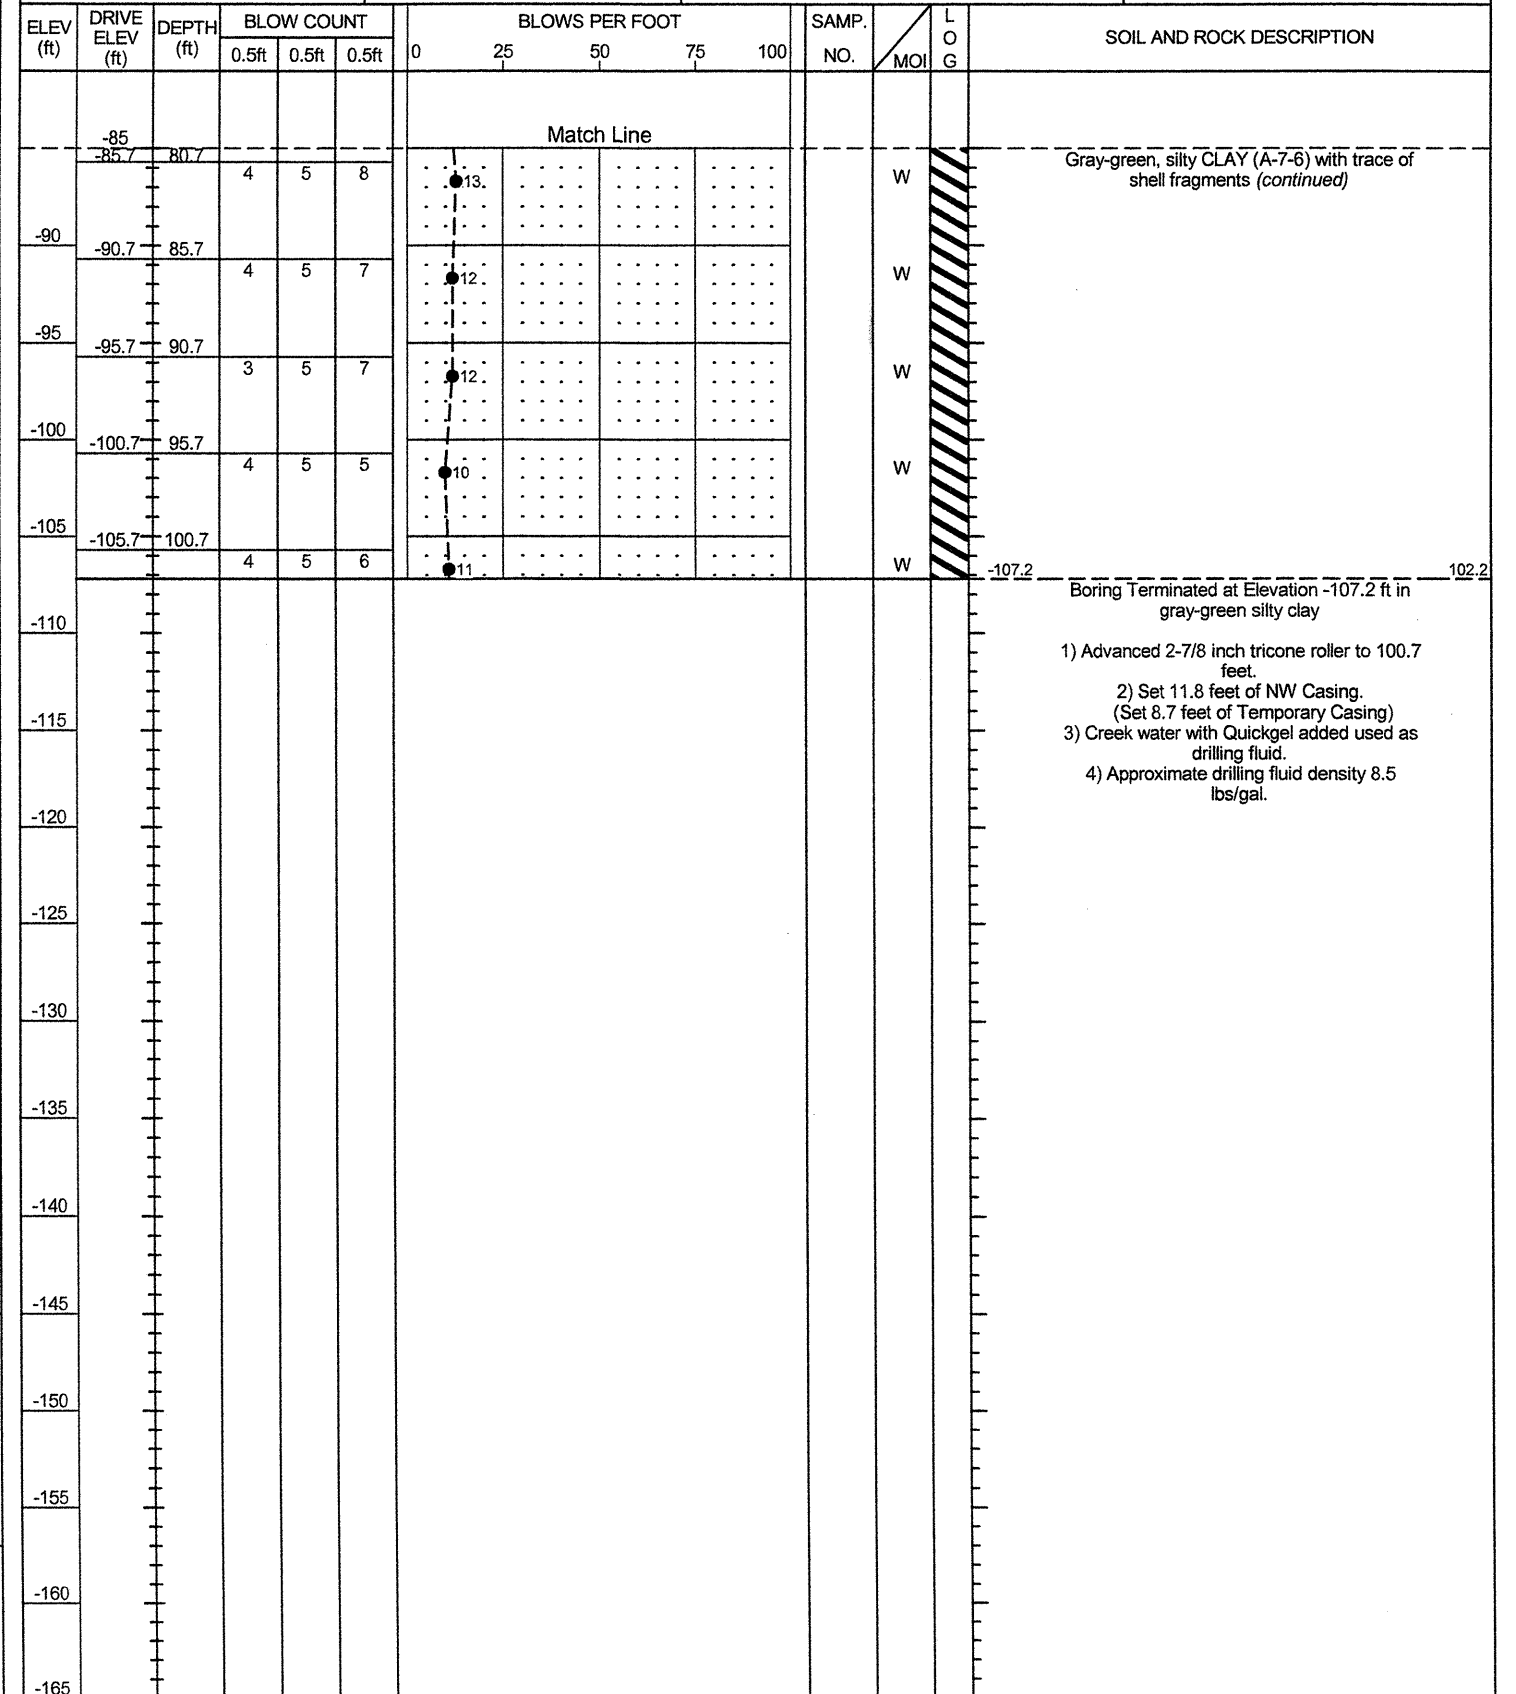 ELEV (ft) DRIVE ELEV (ft) DEPTH (ft) BLOW COUNT BLOWS PER FOOT SAMP. NO. MOI LOG SOIL AND ROCK DESCRIPTION
0.5ft 0.5ft 0.5ft 0 25 50 75 100
-85 Match Line
-85.7 80.7 Gray-green, silty CLAY (A-7-6) with trace of
4 5 8 13 W shell fragments (continued)
-90
-90.7 85.7
4 5 7 12 W
-95
-95.7 90.7
3 5 7 12 W
-100
-100.7 95.7
4 5 5 10 W
-105
-105.7 100.7
4 5 6 11 W -107.2 102.2
Boring Terminated at Elevation -107.2 ft in
gray-green silty clay
-110
1) Advanced 2-7/8 inch tricone roller to 100.7
feet.
2) Set 11.8 feet of NW Casing.
(Set 8.7 feet of Temporary Casing)
-115
3) Creek water with Quickgel added used as
drilling fluid.
4) Approximate drilling fluid density 8.5
lbs/gal.
-120
-125
-130
-135
-140
-145
-150
-155
-160
-165